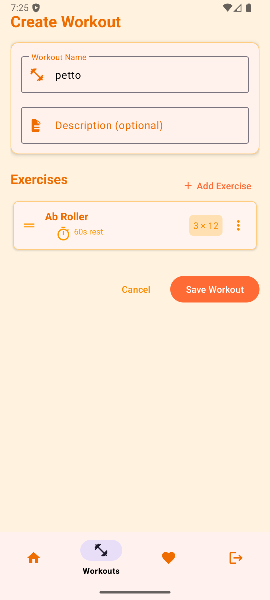 7:25
Create Workout
Workout Name
petto
Description (optional)
Exercises
+ Add Exercise
Ab Roller
60s rest
3 × 12
Cancel
Save Workout
Workouts